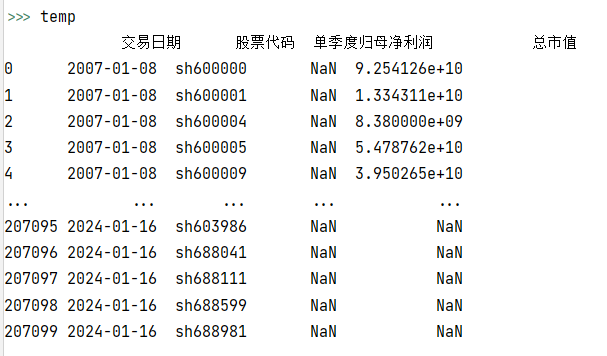 >>> temp
交易日期 股票代码 单季度归母净利润 总市值
0 2007-01-08 sh600000 NaN 9.254126e+10
1 2007-01-08 sh600001 NaN 1.334311e+10
2 2007-01-08 sh600004 NaN 8.380000e+09
3 2007-01-08 sh600005 NaN 5.478762e+10
4 2007-01-08 sh600009 NaN 3.950265e+10
... ... ... ... ...
207095 2024-01-16 sh603986 NaN NaN
207096 2024-01-16 sh688041 NaN NaN
207097 2024-01-16 sh688111 NaN NaN
207098 2024-01-16 sh688599 NaN NaN
207099 2024-01-16 sh688981 NaN NaN